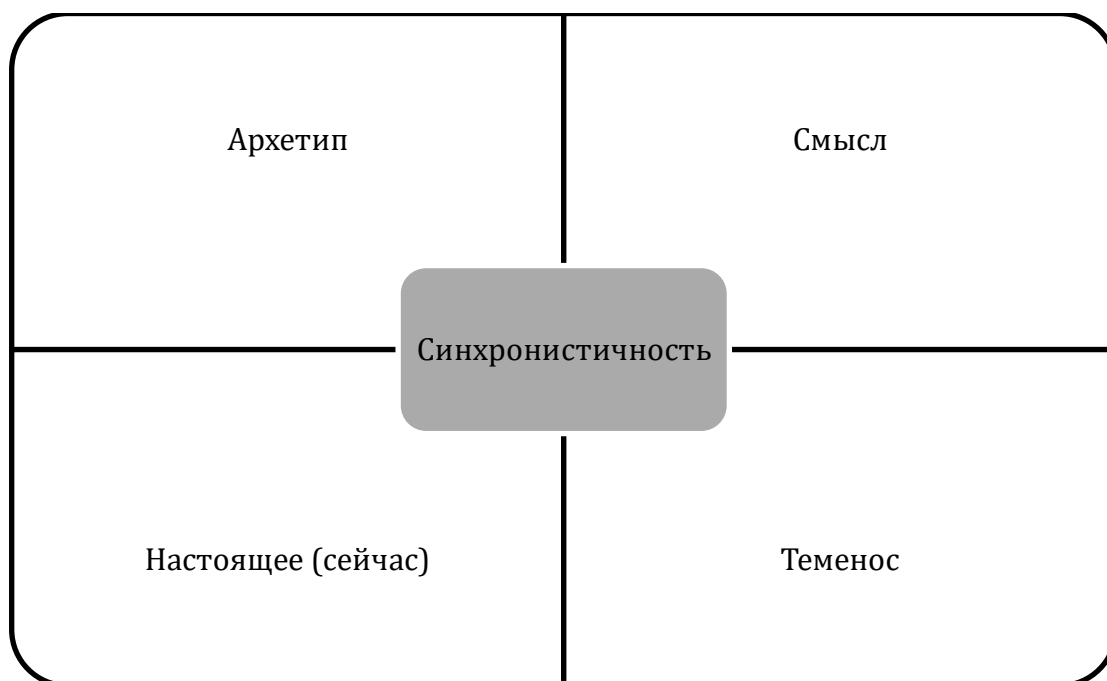 Архетип
Смысл
Синхронистичность
Настоящее (сейчас)
Теменос